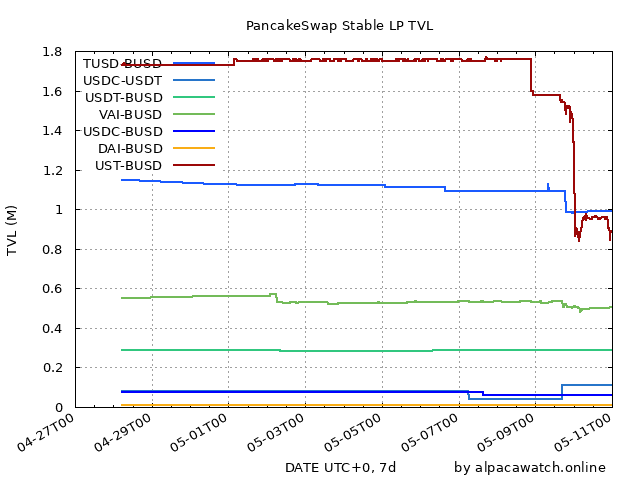 PancakeSwap Stable LP TVL
TVL (M)
1.8
1.6
1.4
1.2
1
0.8
0.6
0.4
0.2
0
TUSD-BUSD
USDC-USDT
USDT-BUSD
VAI-BUSD
USDC-BUSD
DAI-BUSD
UST-BUSD
04-27T00
04-29T00
05-01T00
05-03T00
05-05T00
05-07T00
05-09T00
05-11T00
DATE UTC+0, 7d
by alpacawatch.online